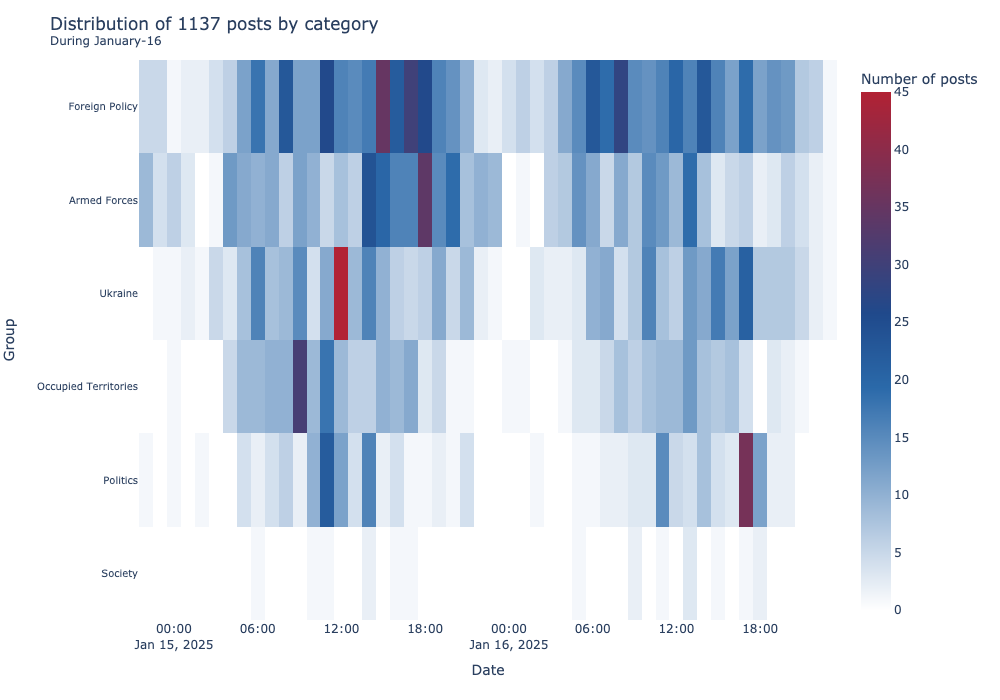 Distribution of 1137 posts by category
During January-16
Number of posts
45
40
35
30
25
20
15
10
5
0
Group
Foreign Policy
Armed Forces
Ukraine
Occupied Territories
Politics
Society
00:00 06:00 12:00 18:00 00:00 06:00 12:00 18:00
Jan 15, 2025 Jan 16, 2025
Date